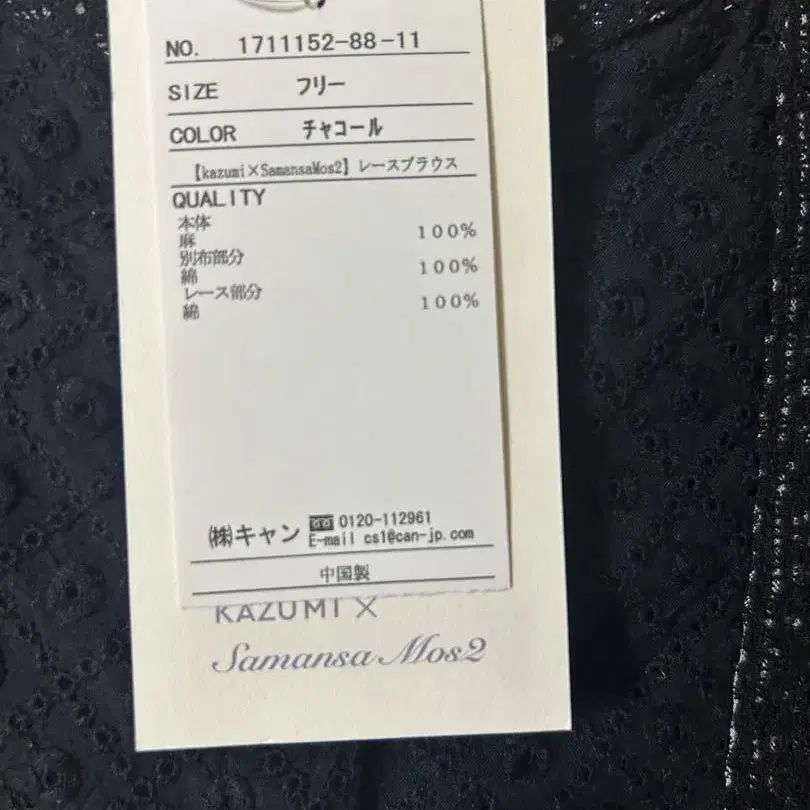 NO. 1711152-88-11
SIZE フリー
COLOR チャコール
【kazumi×SamansaMos2】レースブラウス
QUALITY
本体
麻 100%
別布部分
綿 100%
レース部分
綿 100%
㈱キャン 0120-112961
E-mail cs1@can-jp.com
中国製
KAZUMI ×
Samansa Mos2